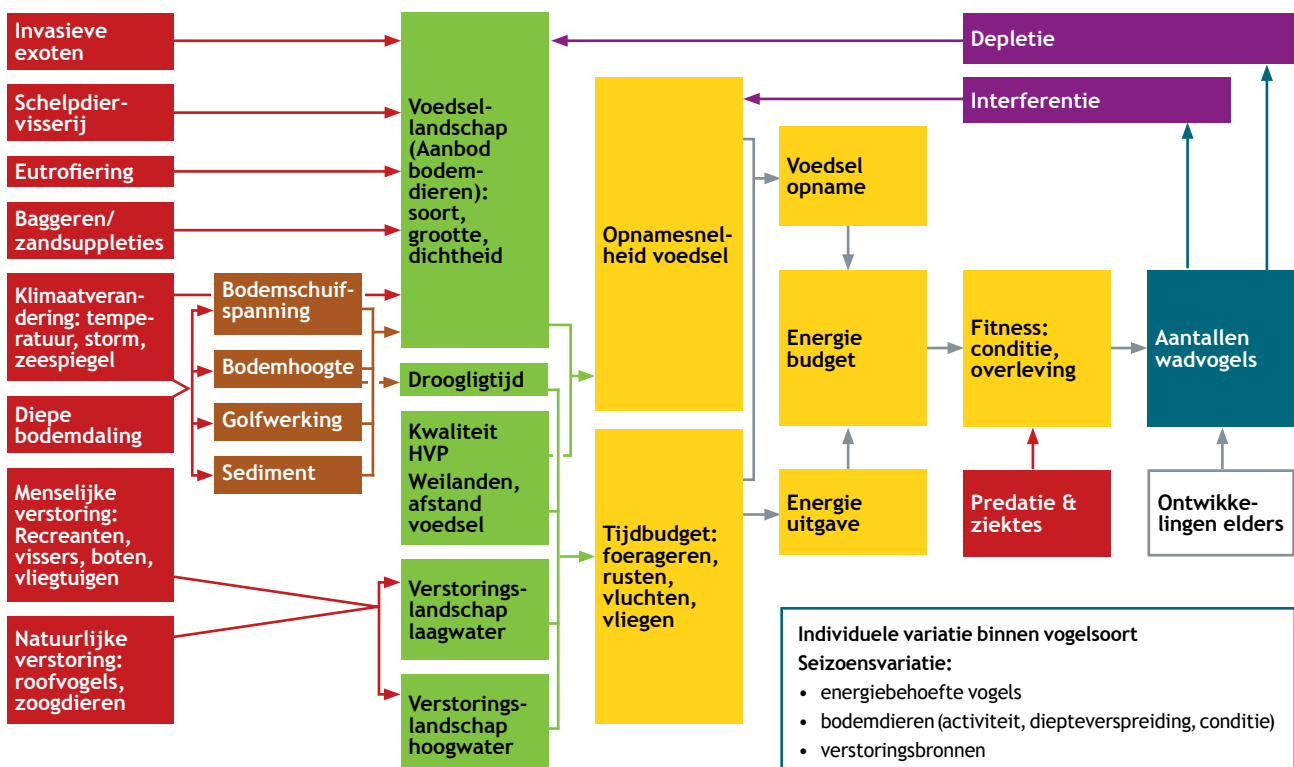 Invasieve
exoten
Schelpdier-
visserij
Eutrofiering
Baggeren/
zandsuppleties
Klimaatveran-
dering: tempe-
ratuur, storm,
zeespiegel
Diepe
bodemdaling
Menselijke
verstoring:
Recreanten,
vissers, boten,
vliegtuigen
Natuurlijke
verstoring:
roofvogels,
zoogdieren
Bodemschuif-
spanning
Bodemhoogte
Golfwerking
Sediment
Voedsel-
landschap
(Aanbod
bodem-
dieren):
soort,
grootte,
dichtheid
Droogligtijd
Kwaliteit
HVP
Weilanden,
afstand
voedsel
Verstorings-
landschap
laagwater
Verstorings-
landschap
hoogwater
Opnamesnel-
heid voedsel
Tijdbudget:
foerageren,
rusten,
vluchten,
vliegen
Voedsel
opname
Energie
budget
Energie
uitgave
Depletie
Interferentie
Fitness:
conditie,
overleving
Predatie &
ziektes
Aantallen
wadvogels
Ontwikke-
lingen elders
Individuele variatie binnen vogelsoort
Seizoensvariatie:
• energiebehoefte vogels
• bodemdieren (activiteit, diepteverspreiding, conditie)
• verstoringsbronnen